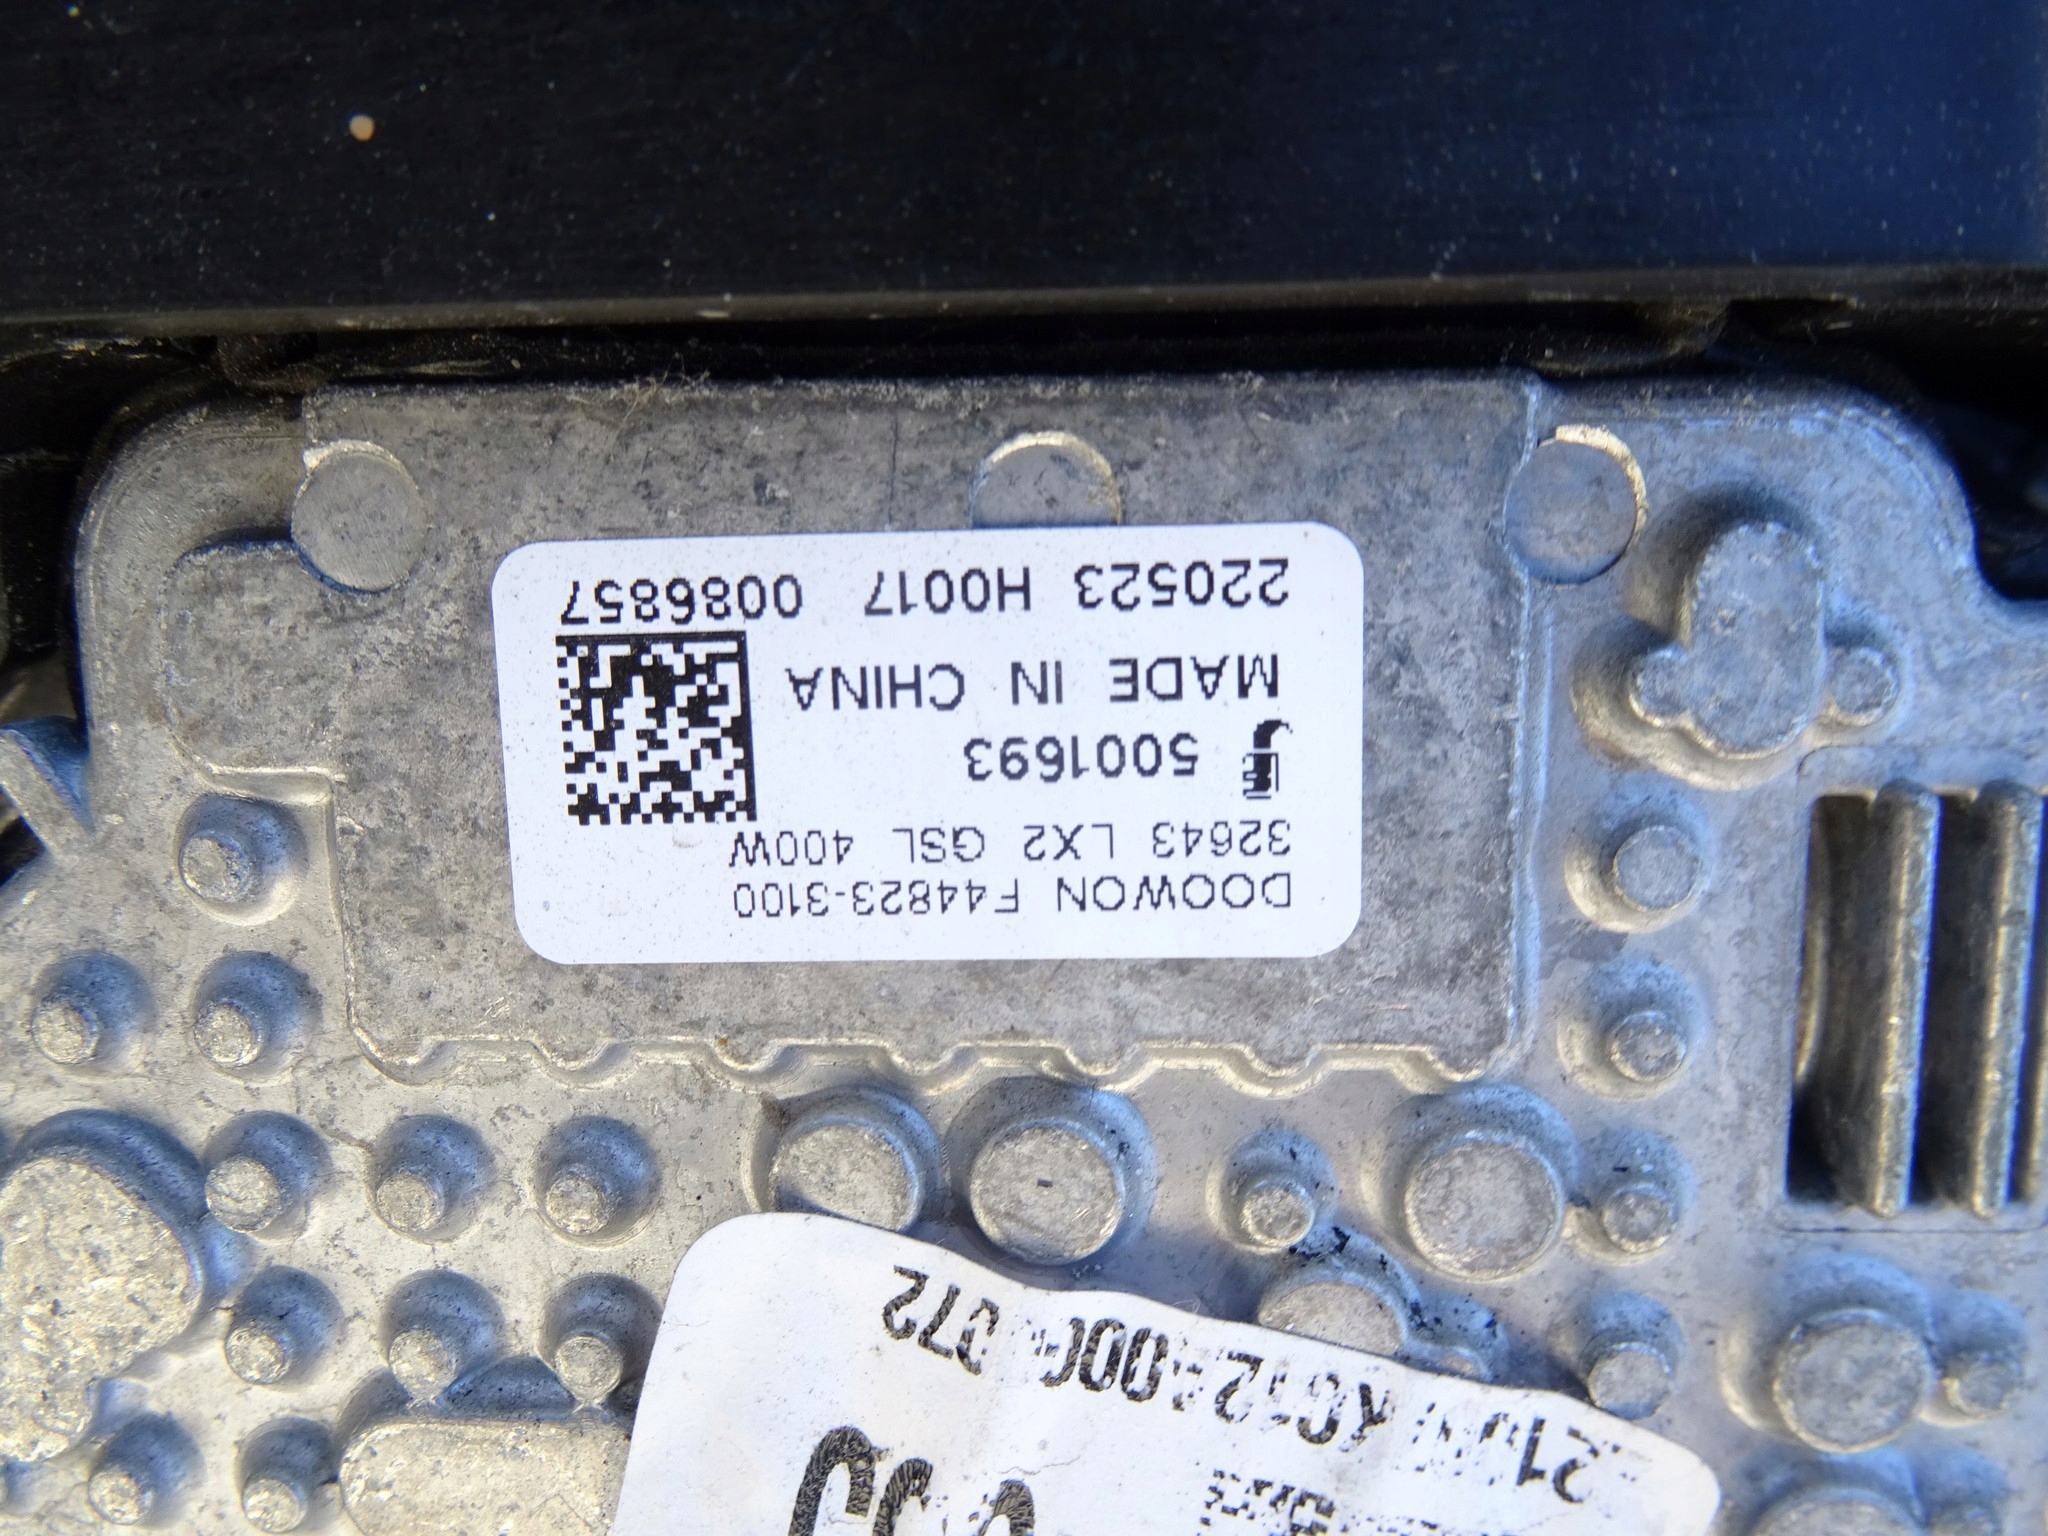 DOOWON F44823-3100
32643 LX2 GSL 400W
5001693
MADE IN CHINA
220523 H0017 0086857